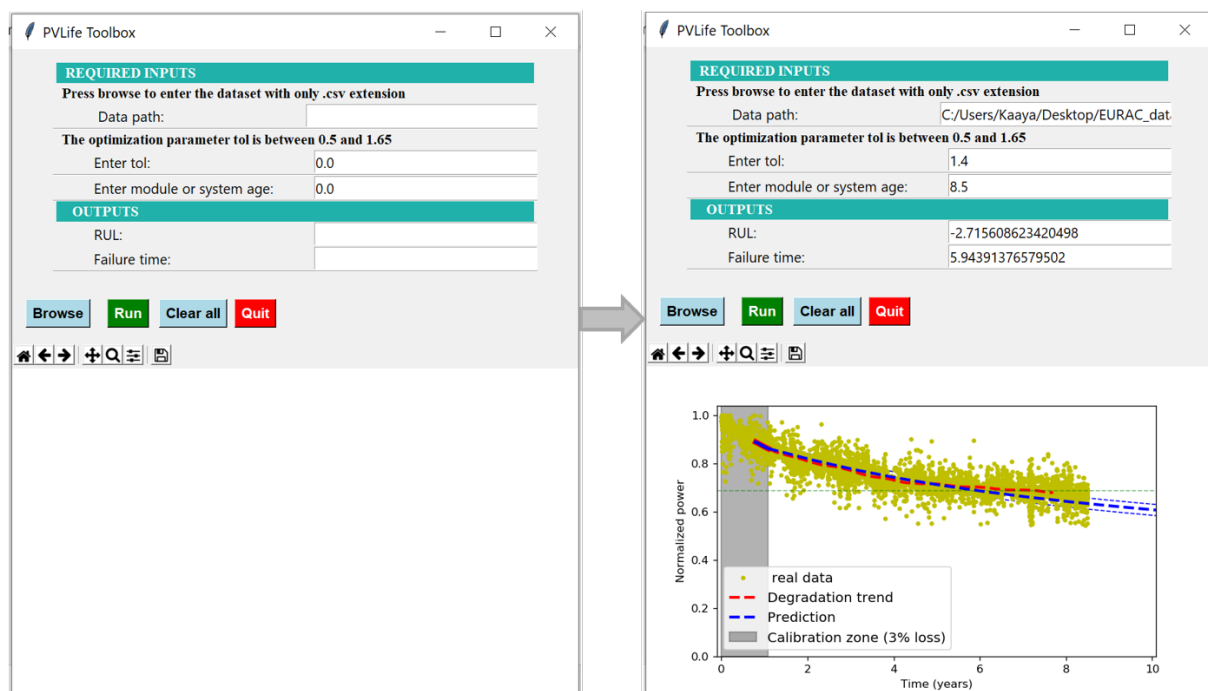 PVLife Toolbox
REQUIRED INPUTS
Press browse to enter the dataset with only .csv extension
Data path:
The optimization parameter tol is between 0.5 and 1.65
Enter tol: 0.0
Enter module or system age: 0.0
OUTPUTS
RUL:
Failure time:
Browse Run Clear all Quit
PVLife Toolbox
REQUIRED INPUTS
Press browse to enter the dataset with only .csv extension
Data path: C:/Users/Kaaya/Desktop/EURAC_dat
The optimization parameter tol is between 0.5 and 1.65
Enter tol: 1.4
Enter module or system age: 8.5
OUTPUTS
RUL: -2.715608623420498
Failure time: 5.94391376579502
Browse Run Clear all Quit
1.0
0.8
0.6
0.4
0.2
0.0
Normalized power
real data
Degradation trend
Prediction
Calibration zone (3% loss)
0 2 4 6 8 10
Time (years)